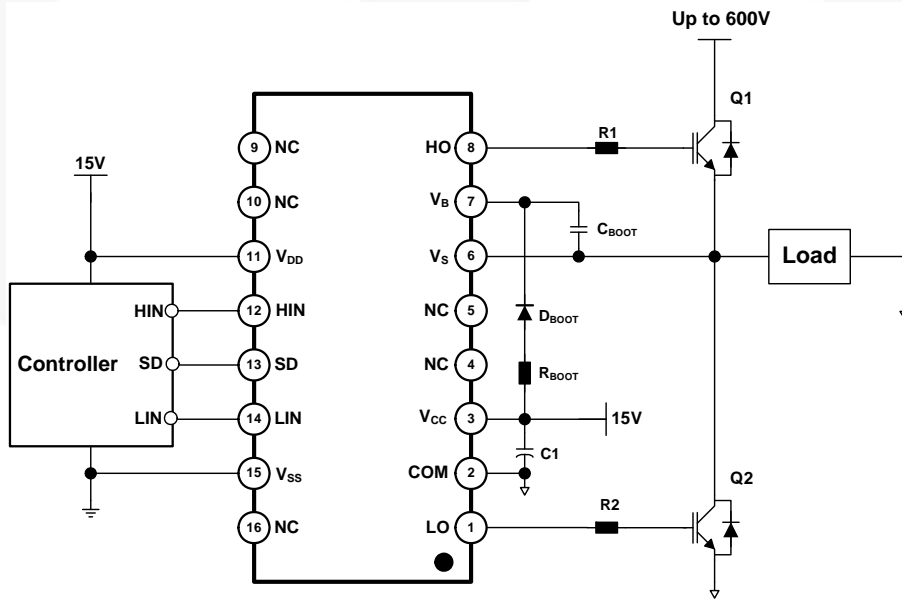 Up to 600V
Q1
9 NC
HO 8
R1
15V
10 NC
VB 7
CBOOT
11 VDD
VS 6
Load
HIN
12 HIN
NC 5
DBOOT
Controller
SD
13 SD
NC 4
RBOOT
LIN
14 LIN
VCC 3
15V
C1
15 VSS
COM 2
Q2
R2
16 NC
LO 1